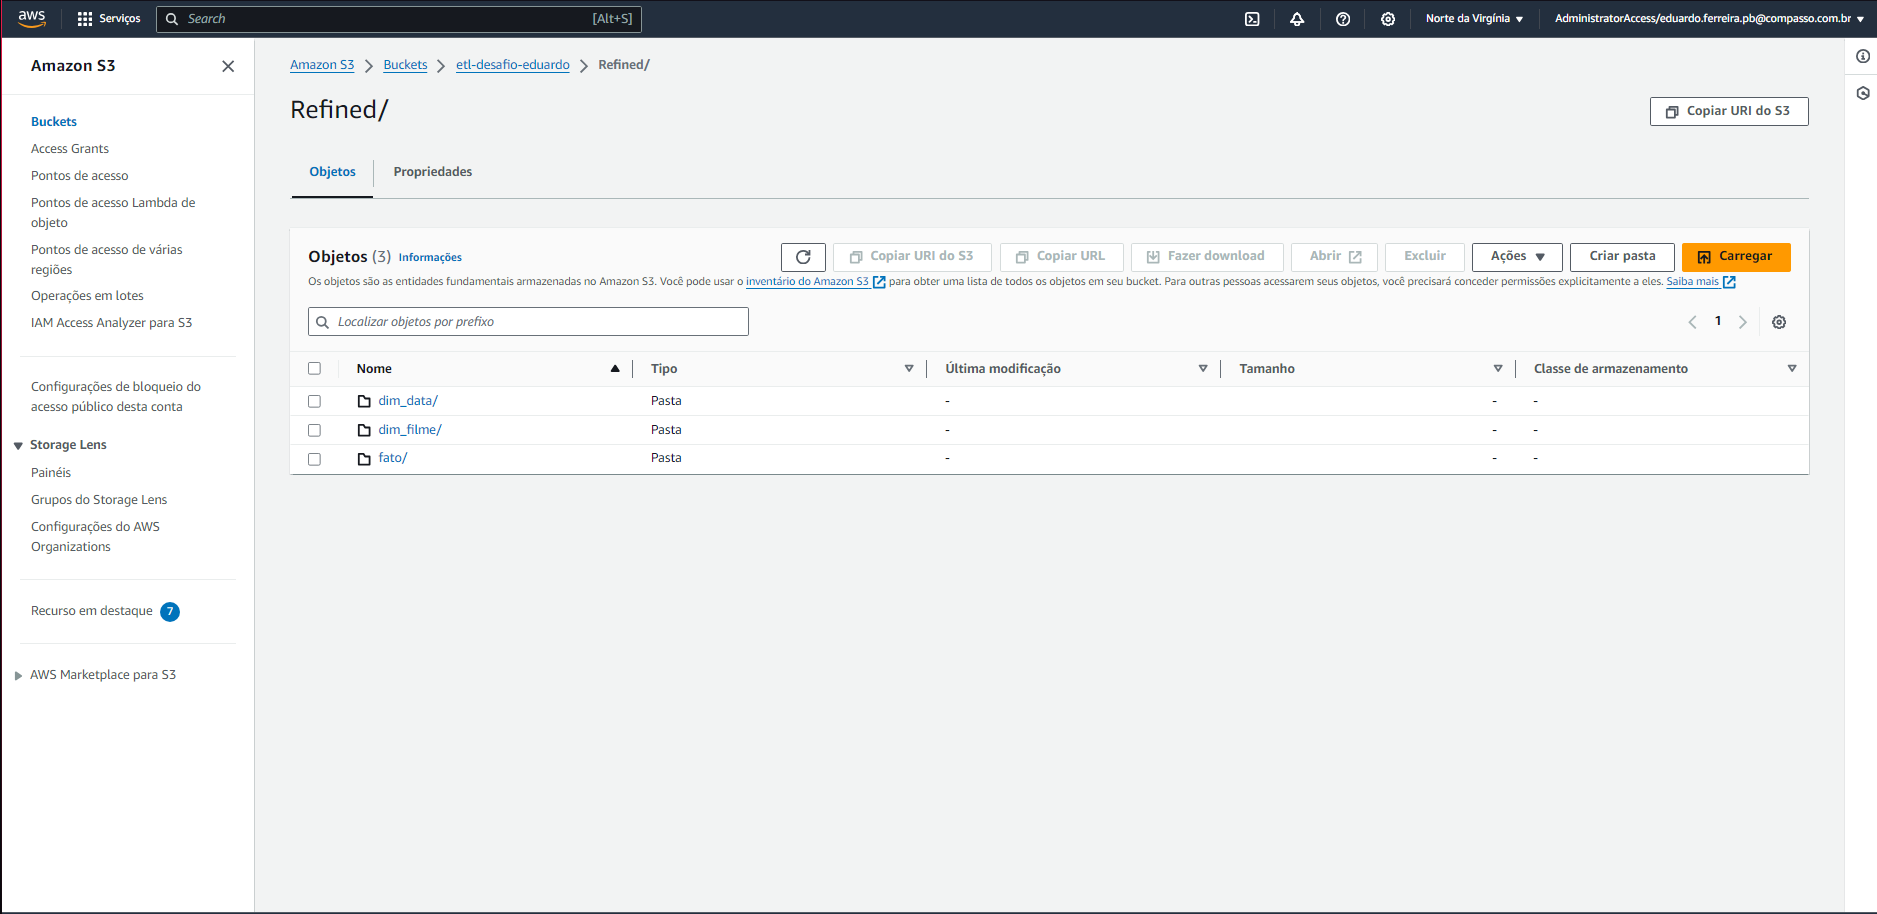 aws Serviços Search [Alt+S] Norte da Virgínia AdministratorAccess/eduardo.ferreira.pb@compasso.com.br
Amazon S3
Buckets
Access Grants
Pontos de acesso
Pontos de acesso Lambda de
objeto
Pontos de acesso de várias
regiões
Operações em lotes
IAM Access Analyzer para S3
Configurações de bloqueio do
acesso público desta conta
Storage Lens
Painéis
Grupos do Storage Lens
Configurações do AWS
Organizations
Recurso em destaque 7
AWS Marketplace para S3
Amazon S3 Buckets etl-desafio-eduardo Refined/
Refined/
Copiar URI do S3
Objetos Propriedades
Objetos (3) Informações Copiar URI do S3 Copiar URL Fazer download Abrir Excluir Ações Criar pasta Carregar
Os objetos são as entidades fundamentais armazenadas no Amazon S3. Você pode usar o inventário do Amazon S3 para obter uma lista de todos os objetos em seu bucket. Para outras pessoas acessarem seus objetos, você precisará conceder permissões explicitamente a eles. Saiba mais
Localizar objetos por prefixo
1
Nome Tipo Última modificação Tamanho Classe de armazenamento
dim_data/ Pasta - - -
dim_filme/ Pasta - - -
fato/ Pasta - - -